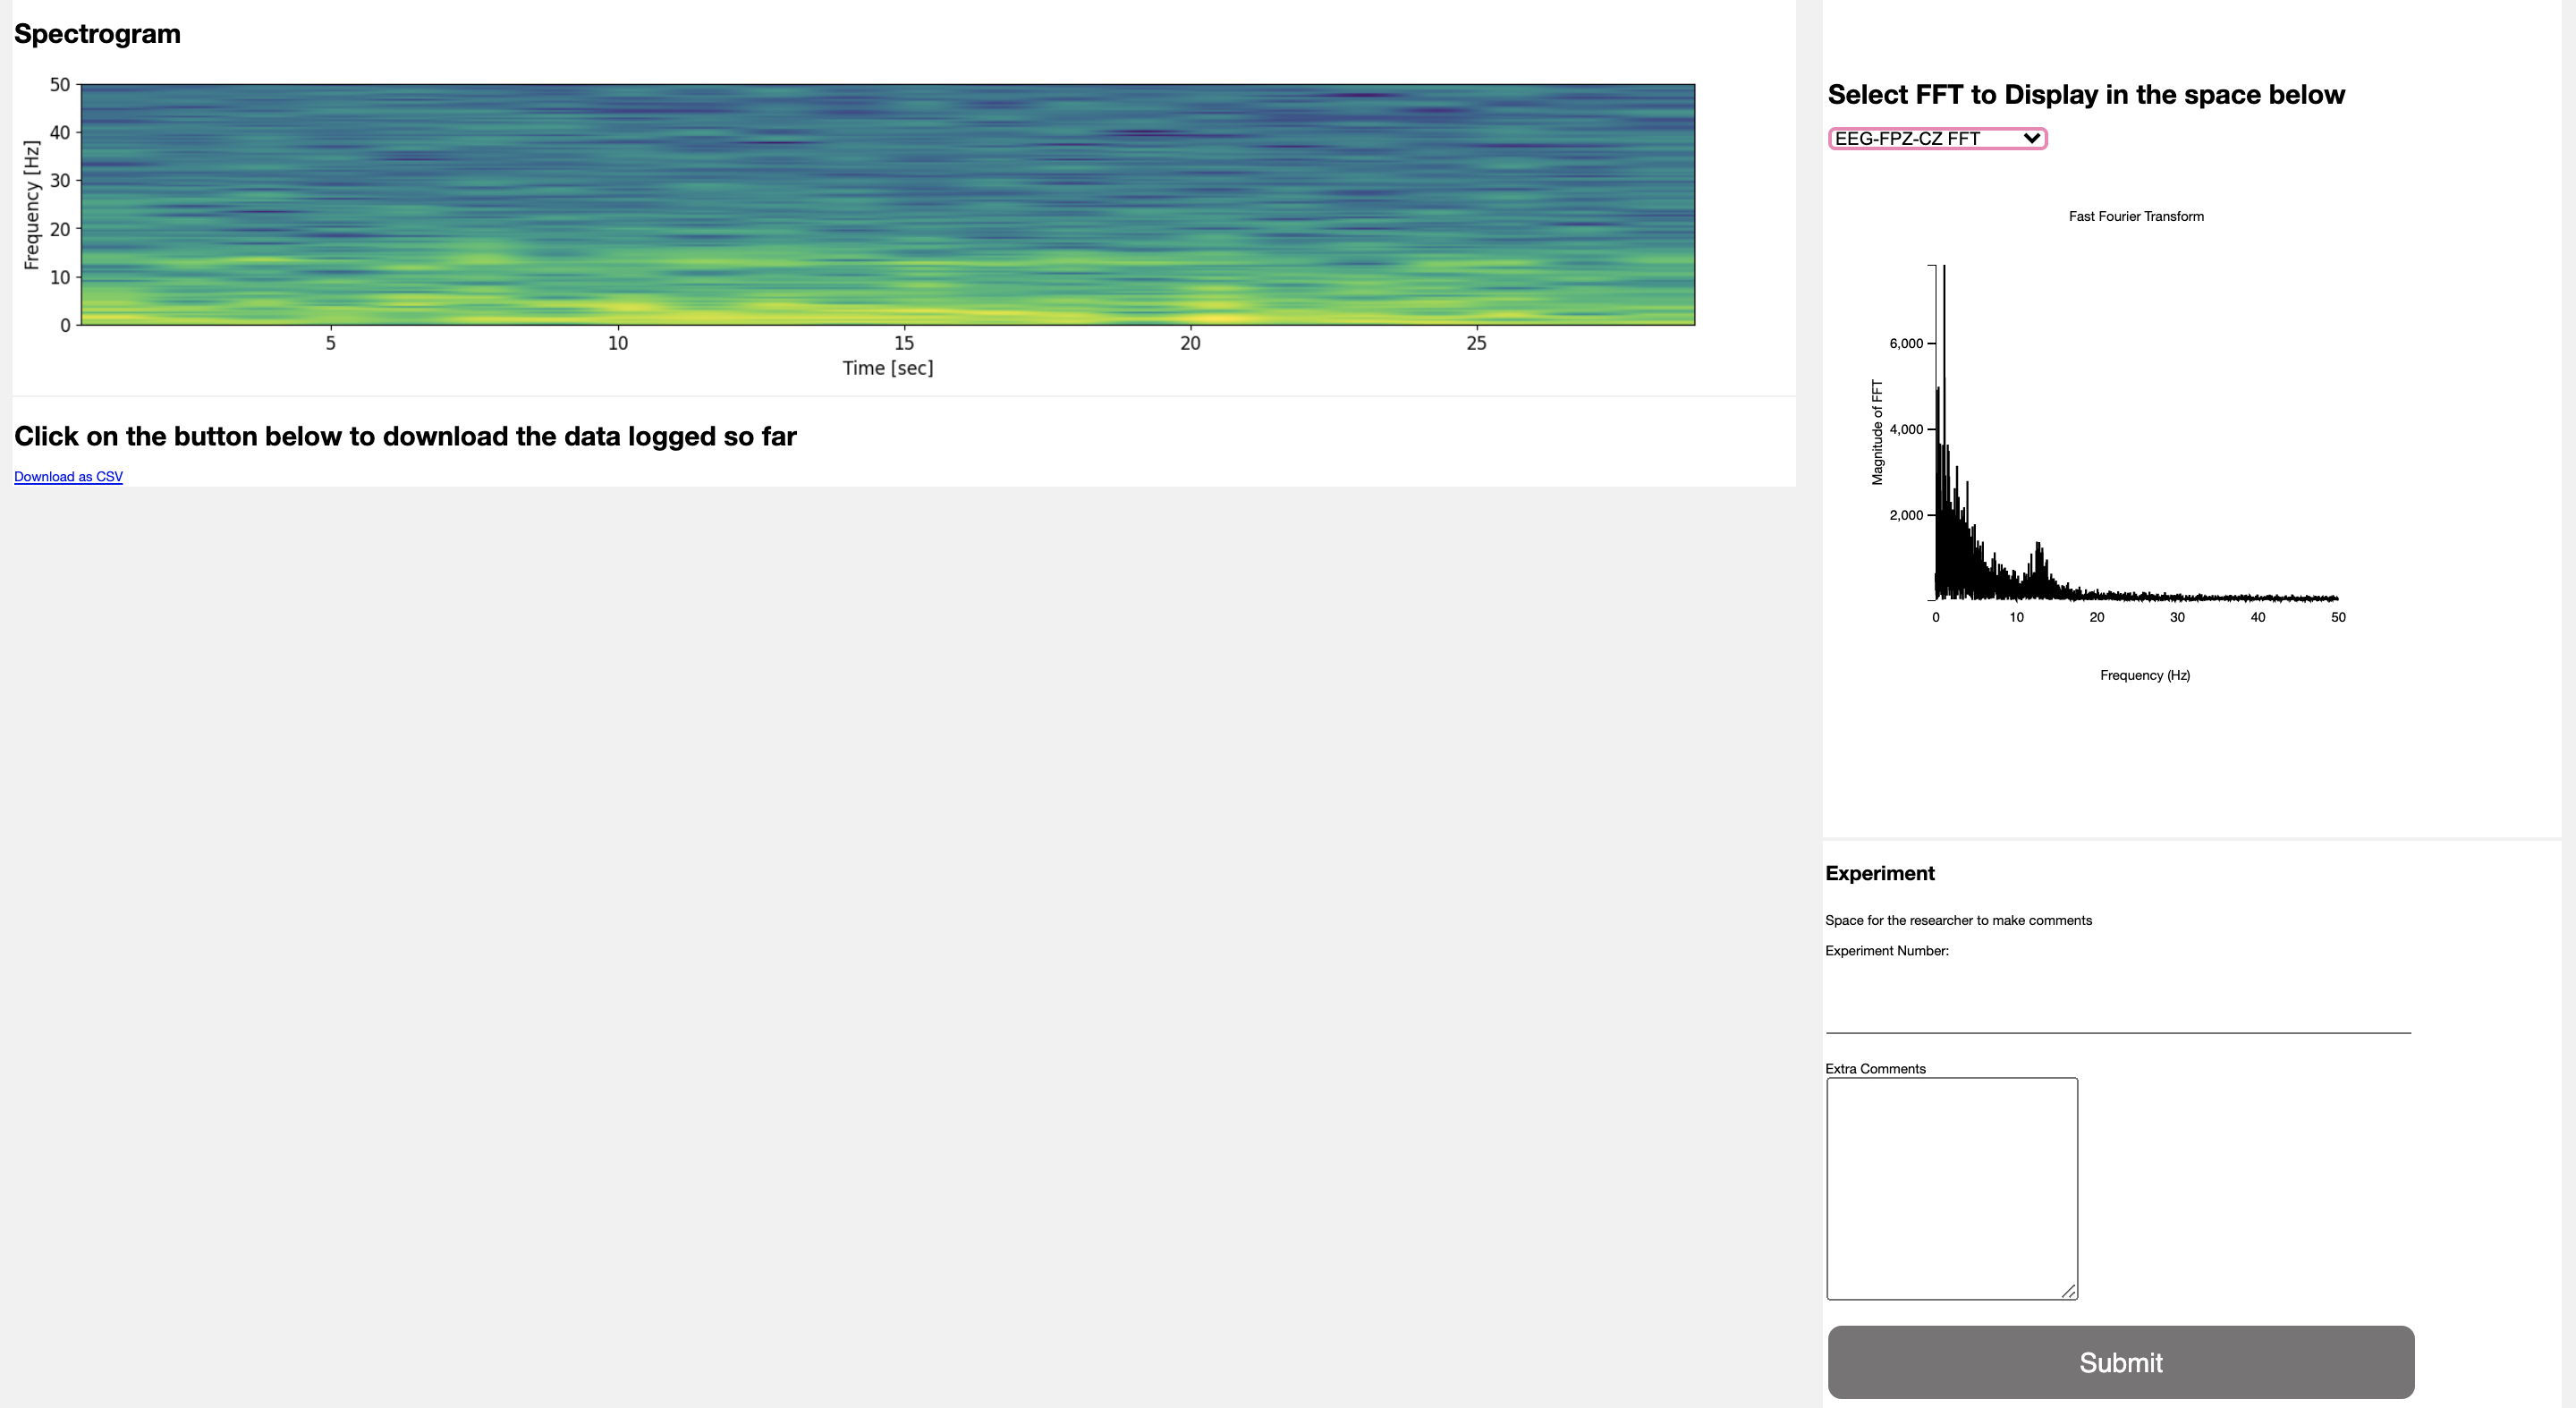 Spectrogram
50
40
30
20
10
0
Frequency [Hz]
5 10 15 20 25
Time [sec]
Click on the button below to download the data logged so far
Download as CSV
Select FFT to Display in the space below
EEG-FPZ-CZ FFT
Fast Fourier Transform
6,000
4,000
2,000
Magnitude of FFT
0 10 20 30 40 50
Frequency (Hz)
Experiment
Space for the researcher to make comments
Experiment Number:
Extra Comments
Submit